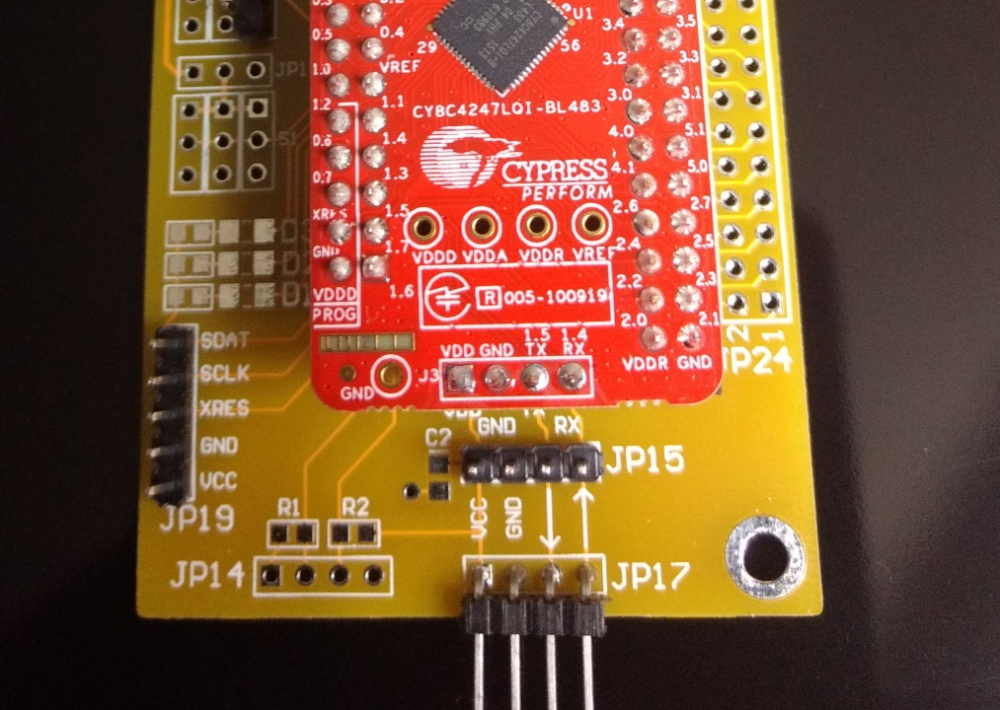 0.3
0.2
U1
3.5
3.4
0.5
0.4
29
56
3.3
3.2
JP1
1.0
VREF
3.1
3.0
1.2
1.1
CY8C4247LQI-BL483
4.0
5.1
S1
0.6
1.4
4.1
5.0
CYPRESS
PERFORM
0.7
1.3
2.6
2.7
XRES
1.5
2.4
2.5
GND
1.7
VDDD VDDA VDDR VREF
2.2
2.3
VDDD
1.6
R 005-100919
PROG
2.0
2.1
1.5 1.4
VDD GND TX RX
VDDR GND
2
1
JP24
SDAT
SCLK
J3
GND
XRES
GND
RX
C2
GND
JP15
VCC
JP19
VCC
GND
R1
R2
JP14
JP17